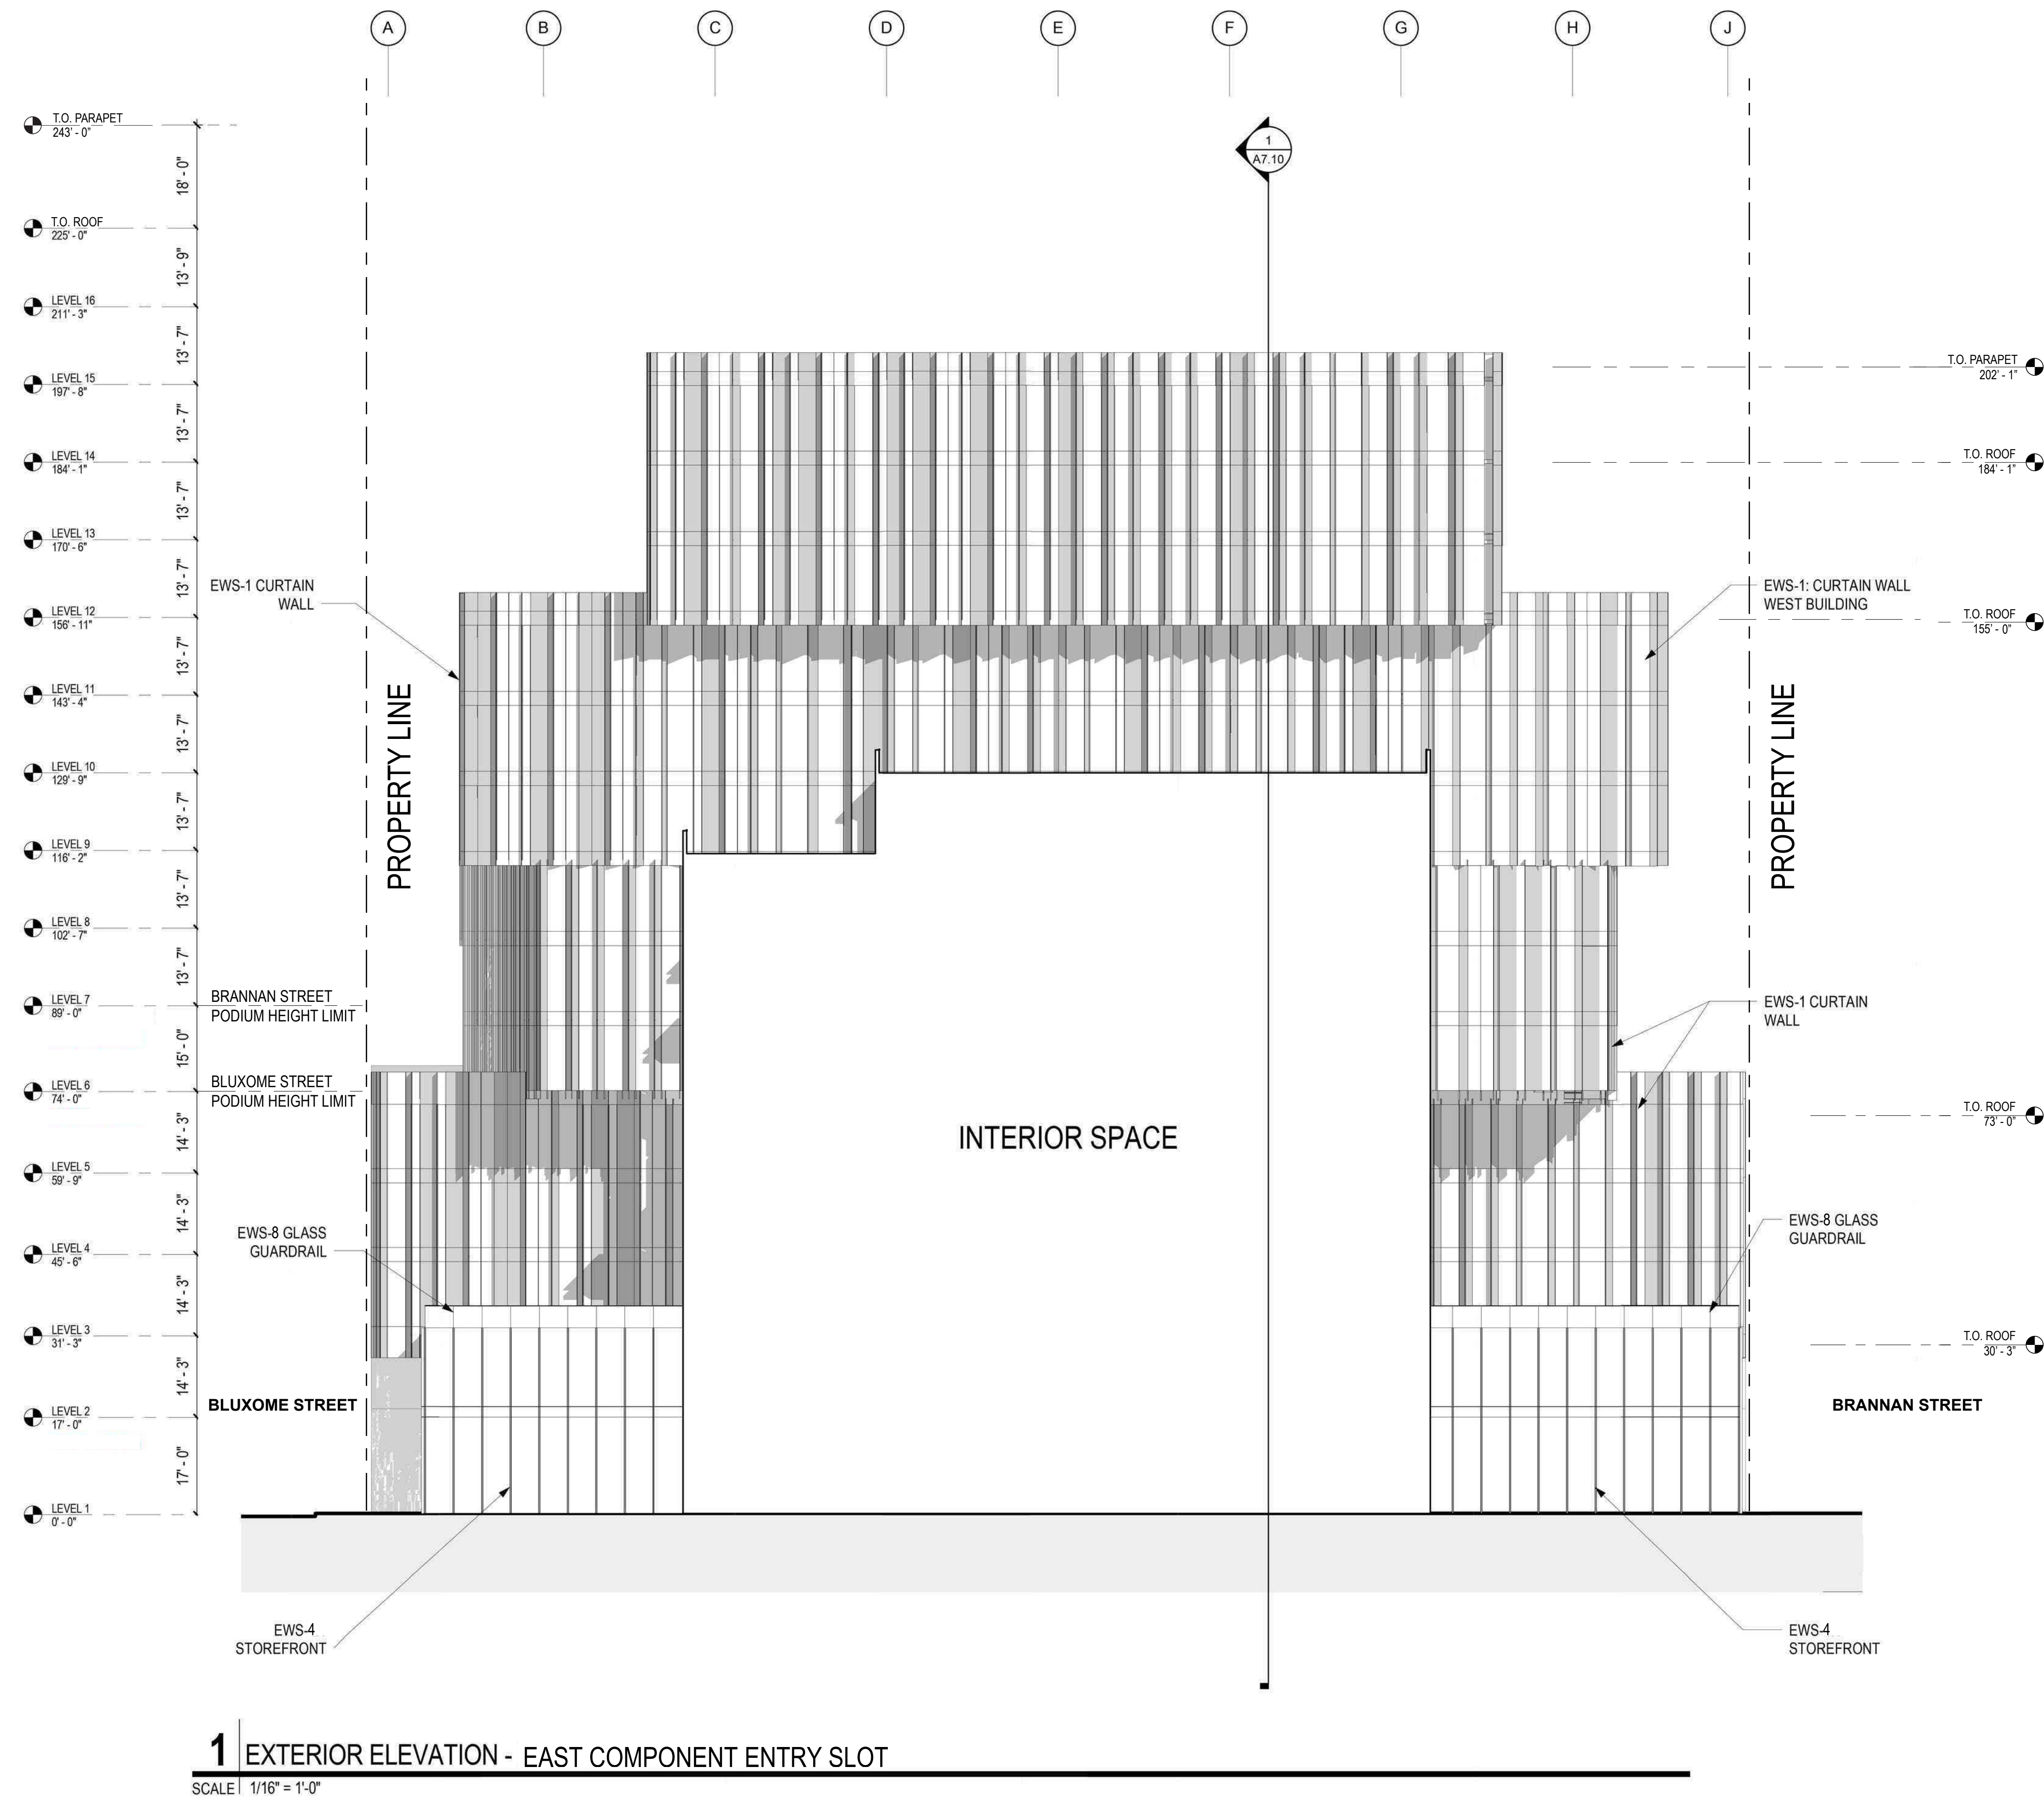 A B C D E F G H J
T.O. PARAPET
243' - 0"
18' - 0"
1
A7.10
T.O. ROOF
225' - 0"
13' - 9"
LEVEL 16
211' - 3"
13' - 7"
T.O. PARAPET
202' - 1"
LEVEL 15
197' - 8"
13' - 7"
LEVEL 14
184' - 1"
T.O. ROOF
184' - 1"
13' - 7"
LEVEL 13
170' - 6"
13' - 7"
EWS-1 CURTAIN
WALL
EWS-1: CURTAIN WALL
WEST BUILDING
LEVEL 12
156' - 11"
T.O. ROOF
155' - 0"
13' - 7"
LEVEL 11
143' - 4"
13' - 7"
PROPERTY LINE
PROPERTY LINE
LEVEL 10
129' - 9"
13' - 7"
LEVEL 9
116' - 2"
13' - 7"
LEVEL 8
102' - 7"
13' - 7"
LEVEL 7
89' - 0"
BRANNAN STREET
PODIUM HEIGHT LIMIT
EWS-1 CURTAIN
WALL
15' - 0"
LEVEL 6
74' - 0"
BLUXOME STREET
PODIUM HEIGHT LIMIT
T.O. ROOF
73' - 0"
14' - 3"
INTERIOR SPACE
LEVEL 5
59' - 9"
14' - 3"
EWS-8 GLASS
GUARDRAIL
EWS-8 GLASS
GUARDRAIL
LEVEL 4
45' - 6"
14' - 3"
LEVEL 3
31' - 3"
T.O. ROOF
30' - 3"
14' - 3"
BLUXOME STREET
BRANNAN STREET
LEVEL 2
17' - 0"
17' - 0"
LEVEL 1
0' - 0"
EWS-4
STOREFRONT
EWS-4
STOREFRONT
1 EXTERIOR ELEVATION - EAST COMPONENT ENTRY SLOT
SCALE 1/16" = 1'-0"